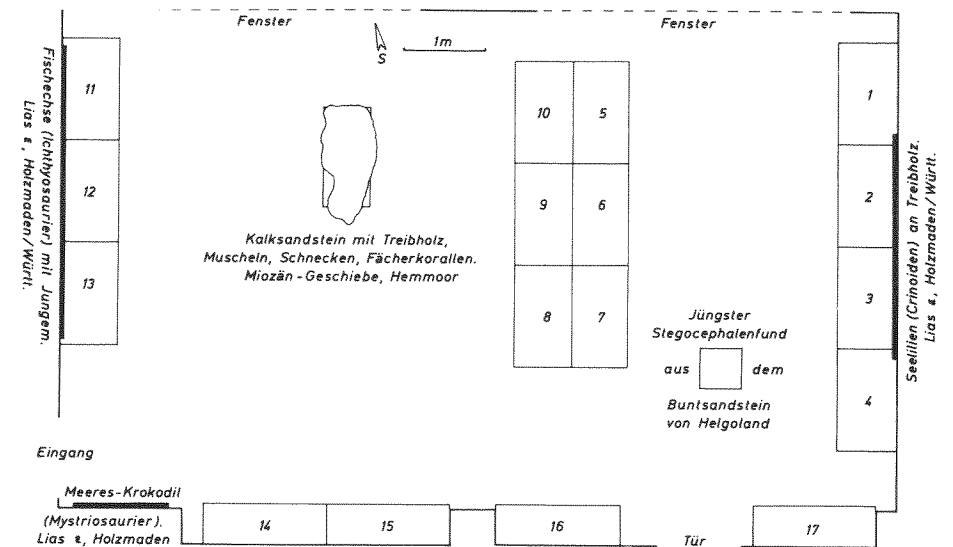 Fenster
Fenster
S
1m
Fischechse (Ichthyosaurier) mit Jungem.
Lias ε, Holzmaden/Württ.
11
12
13
Kalksandstein mit Treibholz,
Muscheln, Schnecken, Fächerkorallen.
Miozän-Geschiebe, Hemmoor
10
5
9
6
8
7
1
2
3
4
Seelilien (Crinoiden) an Treibholz.
Lias ε, Holzmaden/Württ.
Jüngster
Stegocephalenfund
aus dem
Buntsandstein
von Helgoland
Eingang
Meeres-Krokodil
(Mystriosaurier).
Lias ε, Holzmaden
14
15
16
Tür
17